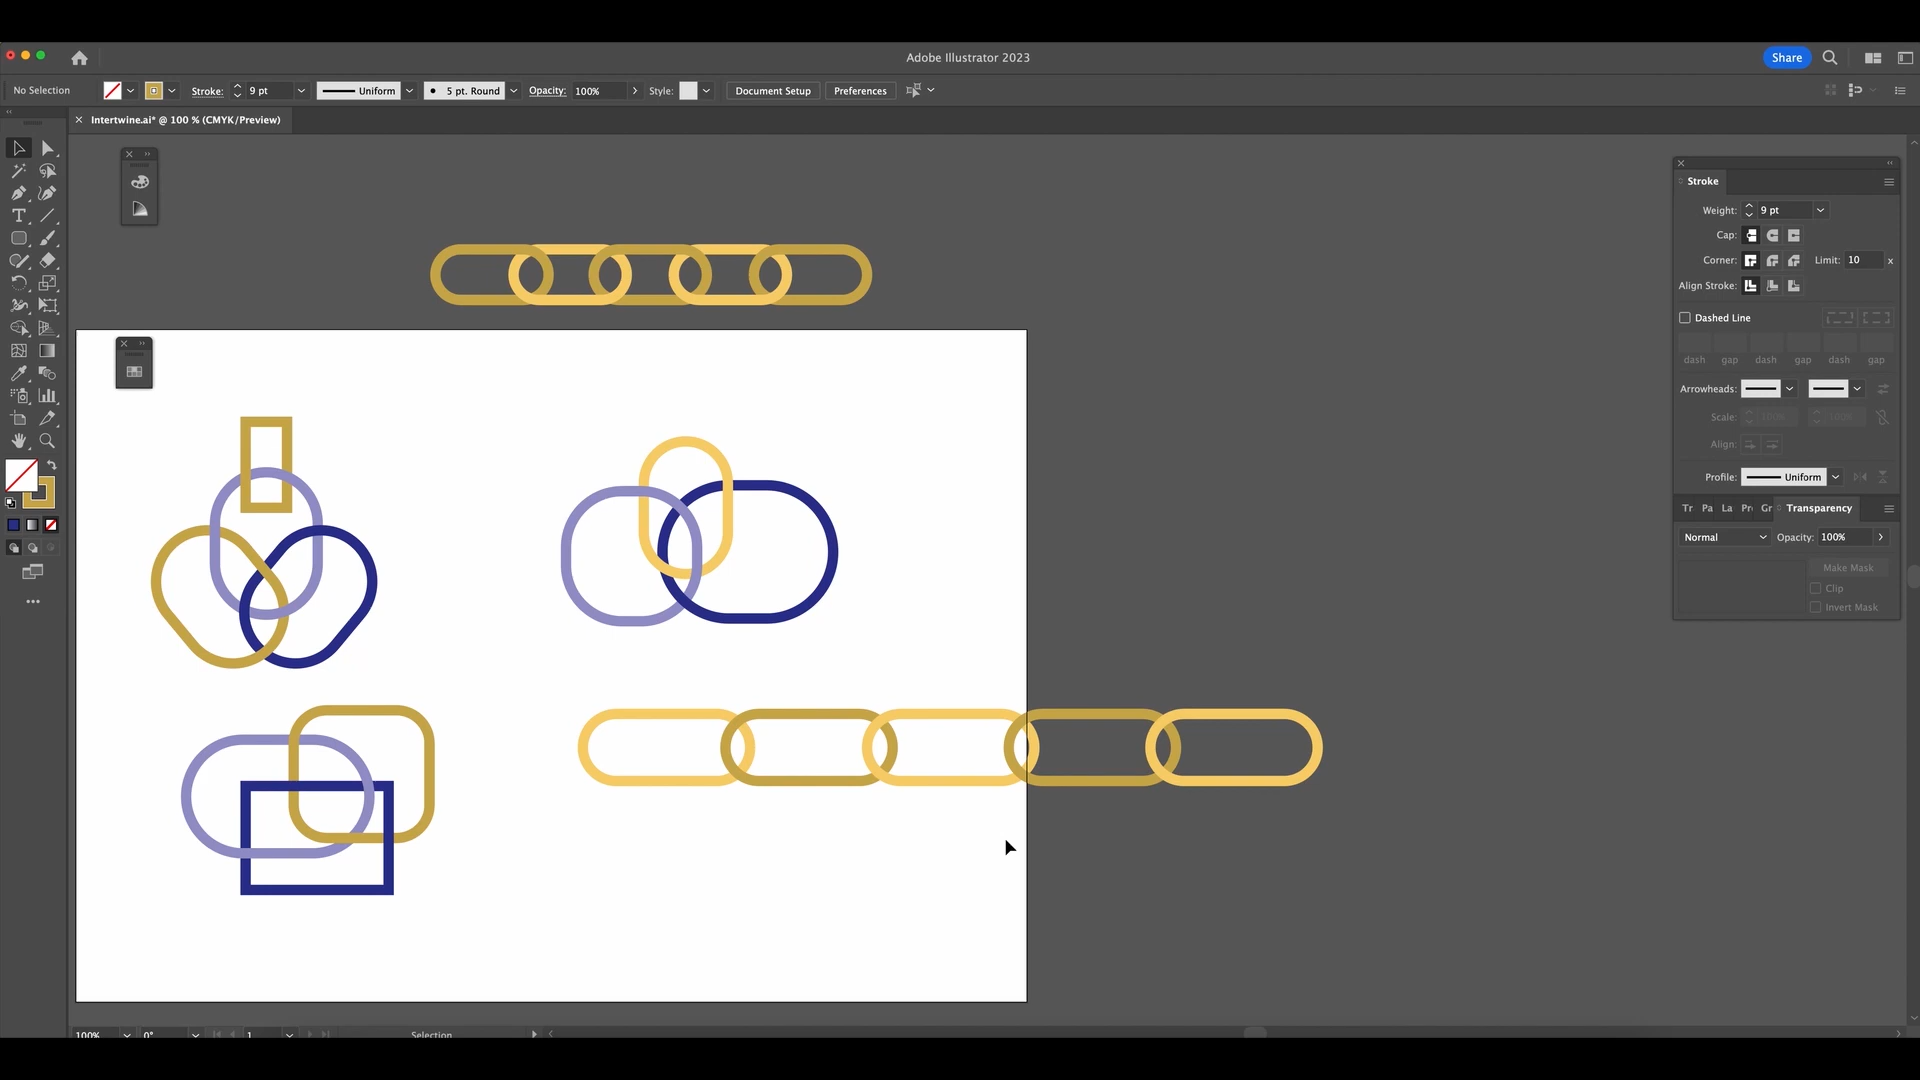 Adobe Illustrator 2023
Share
No Selection
Stroke: 9 pt
Uniform
5 pt. Round
Opacity: 100%
Style:
Document Setup
Preferences
Intertwine.ai* @ 100 % (CMYK/Preview)
Stroke
Weight: 9 pt
Cap:
Corner: Limit: 10 x
Align Stroke:
Dashed Line
dash gap dash gap dash gap
Arrowheads:
Scale: 100% 100%
Align:
Profile: Uniform
Tr Pa La Pr Gr Transparency
Normal Opacity: 100%
Make Mask
Clip
Invert Mask
100% 0° 1 Selection